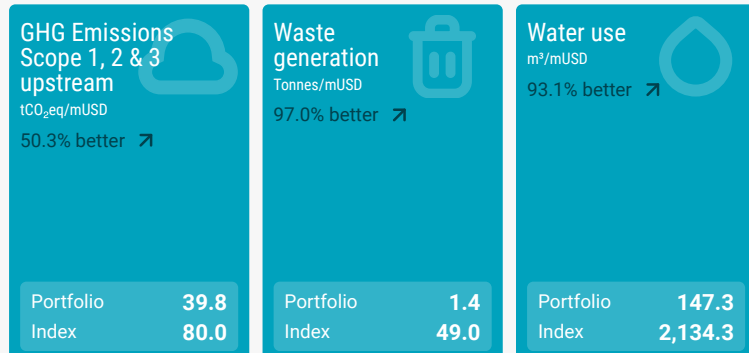 GHG Emissions
Scope 1, 2 & 3
upstream
tCO₂eq/mUSD
50.3% better
Portfolio 39.8
Index 80.0
Waste
generation
Tonnes/mUSD
97.0% better
Portfolio 1.4
Index 49.0
Water use
m³/mUSD
93.1% better
Portfolio 147.3
Index 2,134.3